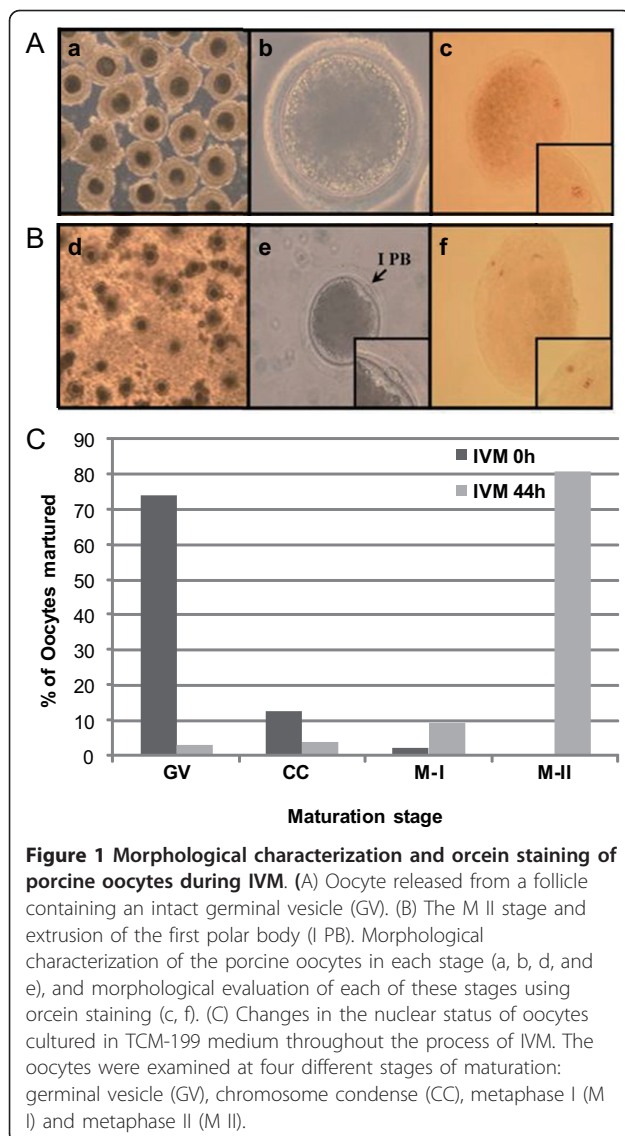 A
a
b
c
B
d
e
I PB
f
C
90
80
70
60
50
40
30
20
10
0
% of Oocytes martured
IVM 0h
IVM 44h
GV
CC
M-I
M-II
Maturation stage
Figure 1 Morphological characterization and orcein staining of
porcine oocytes during IVM. (A) Oocyte released from a follicle
containing an intact germinal vesicle (GV). (B) The M II stage and
extrusion of the first polar body (I PB). Morphological
characterization of the porcine oocytes in each stage (a, b, d, and
e), and morphological evaluation of each of these stages using
orcein staining (c, f). (C) Changes in the nuclear status of oocytes
cultured in TCM-199 medium throughout the process of IVM. The
oocytes were examined at four different stages of maturation:
germinal vesicle (GV), chromosome condense (CC), metaphase I (M
I) and metaphase II (M II).